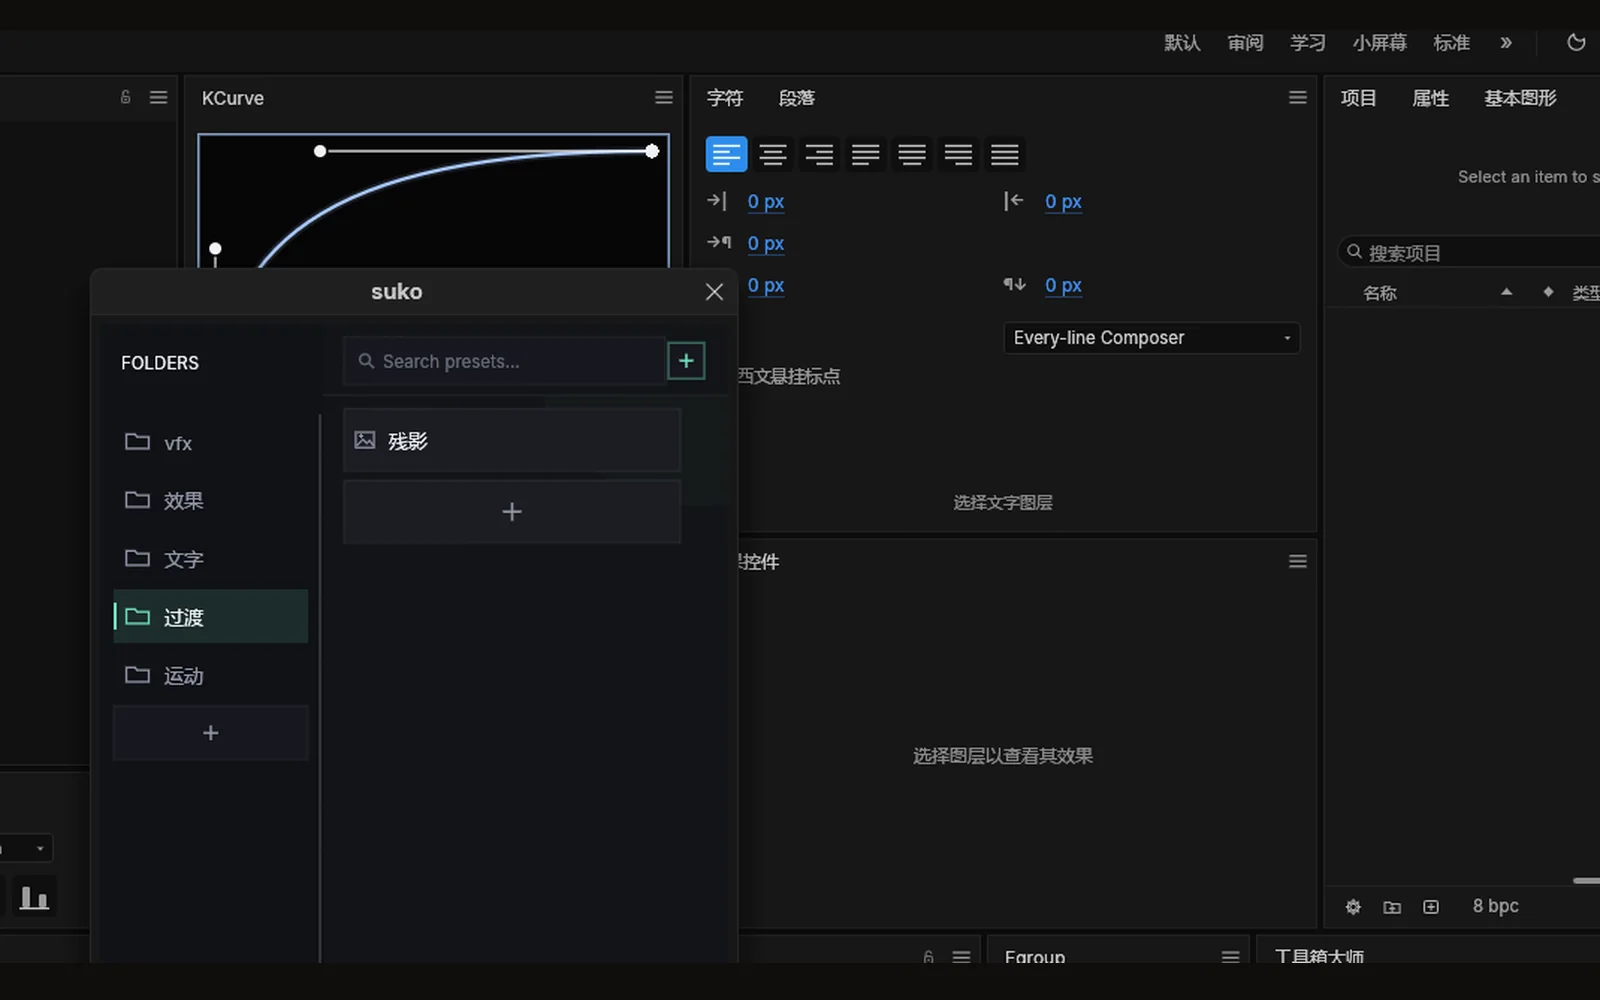 默认 审阅 学习 小屏幕 标准 »
KCurve
字符 段落
项目 属性 基本图形
Select an item to s
0 px 0 px
0 px
0 px 0 px
搜索项目
名称 类型
suko
Every-line Composer
FOLDERS
Search presets...
西文悬挂标点
vfx
残影
效果
文字
过渡
运动
选择文字图层
控件
选择图层以查看其效果
8 bpc
Egroup
工具箱大师